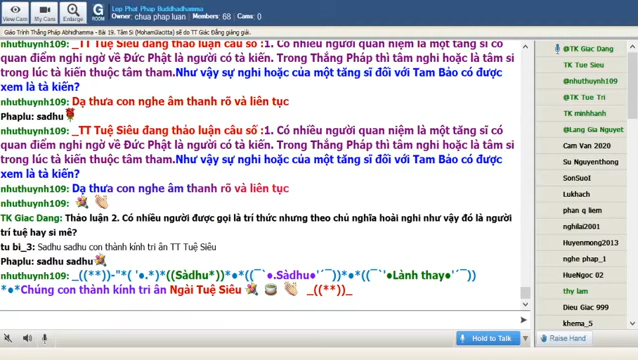 Lop Phat Phap Buddhadhamma
Owner: chua phap luan Members: 68 Cams: 0
View Cam My Cam Enlarge ROOM
Giáo Trình Thắng Pháp Abhidhamma - Bài 19. Tâm Si (MohamGlacitta) sẽ do TT Giác Đẳng giảng giải.
nhuthuynh109: _TT Tuệ Siêu đang thảo luận câu số :1. Có nhiều người quan niệm là một tăng sĩ có
quan điểm nghi ngờ về Đức Phật là người có tà kiến. Trong Thắng Pháp thì tâm nghi hoặc là tâm si
trong lúc tà kiến thuộc tâm tham.Như vậy sự nghi hoặc của một tăng sĩ đối với Tam Bảo có được
xem là tà kiến?
nhuthuynh109: Dạ thưa con nghe âm thanh rõ và liên tục
Phaplu: sadhu
nhuthuynh109: _TT Tuệ Siêu đang thảo luận câu số :1. Có nhiều người quan niệm là một tăng sĩ có
quan điểm nghi ngờ về Đức Phật là người có tà kiến. Trong Thắng Pháp thì tâm nghi hoặc là tâm si
trong lúc tà kiến thuộc tâm tham.Như vậy sự nghi hoặc của một tăng sĩ đối với Tam Bảo có được
xem là tà kiến?
nhuthuynh109: Dạ thưa con nghe âm thanh rõ và liên tục
nhuthuynh109:
TK Giac Dang: Thảo luận 2. Có nhiều người được gọi là trí thức nhưng theo chủ nghĩa hoài nghi như vậy đó là người
trí tuệ hay si mê?
tu bi_3: Sadhu sadhu con thành kính tri ân TT Tuệ Siêu
Phaplu: sadhu sadhu
nhuthuynh109: _((**))-"*( '●.*)●((Sàdhu*))*●*((¯`●.Sàdhu●'´¯))*●*((¯`●Lành thay●'´¯))
*●*Chúng con thành kính tri ân Ngài Tuệ Siêu _((**))_
@TK Giac Dang
TK Tue Sieu
@nhuthuynh109
@TK Tue Tri
TK minhhanh
@Lang Gia Nguyet
Cam Van 2020
Su Nguyenthong
SonSuol
Lukhach
phan q liem
nghilai2001
Huyenmong2013
nghe phap_1
HueNgoc 02
thy lam
Dieu Giac 999
khema_5
Hold to Talk
Raise Hand